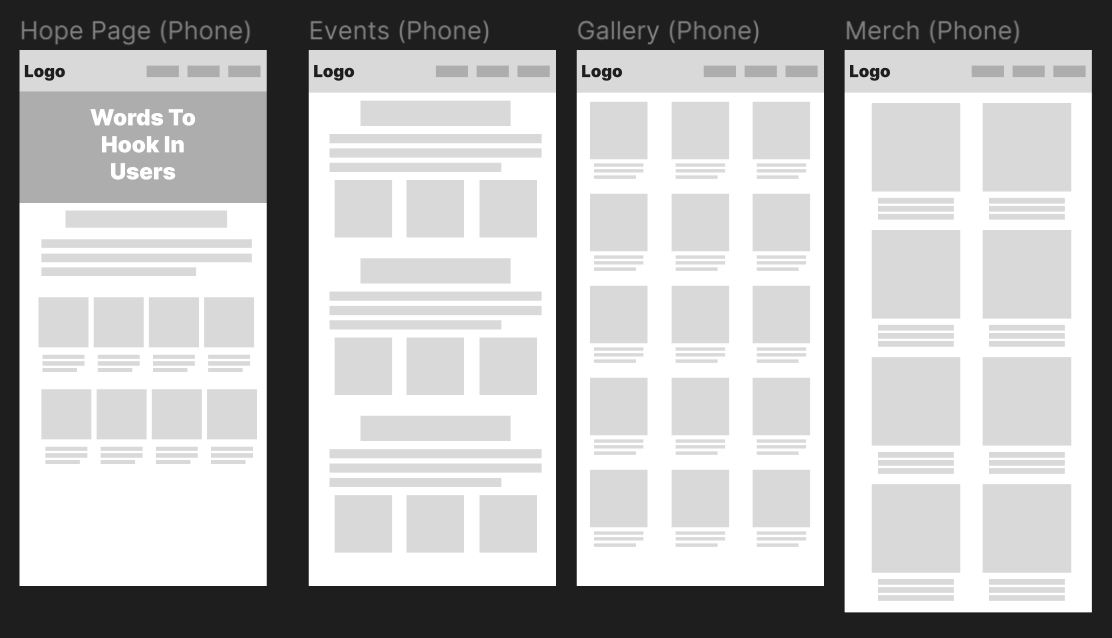 Hope Page (Phone)
Logo
Words To
Hook In
Users
Events (Phone)
Logo
Gallery (Phone)
Logo
Merch (Phone)
Logo